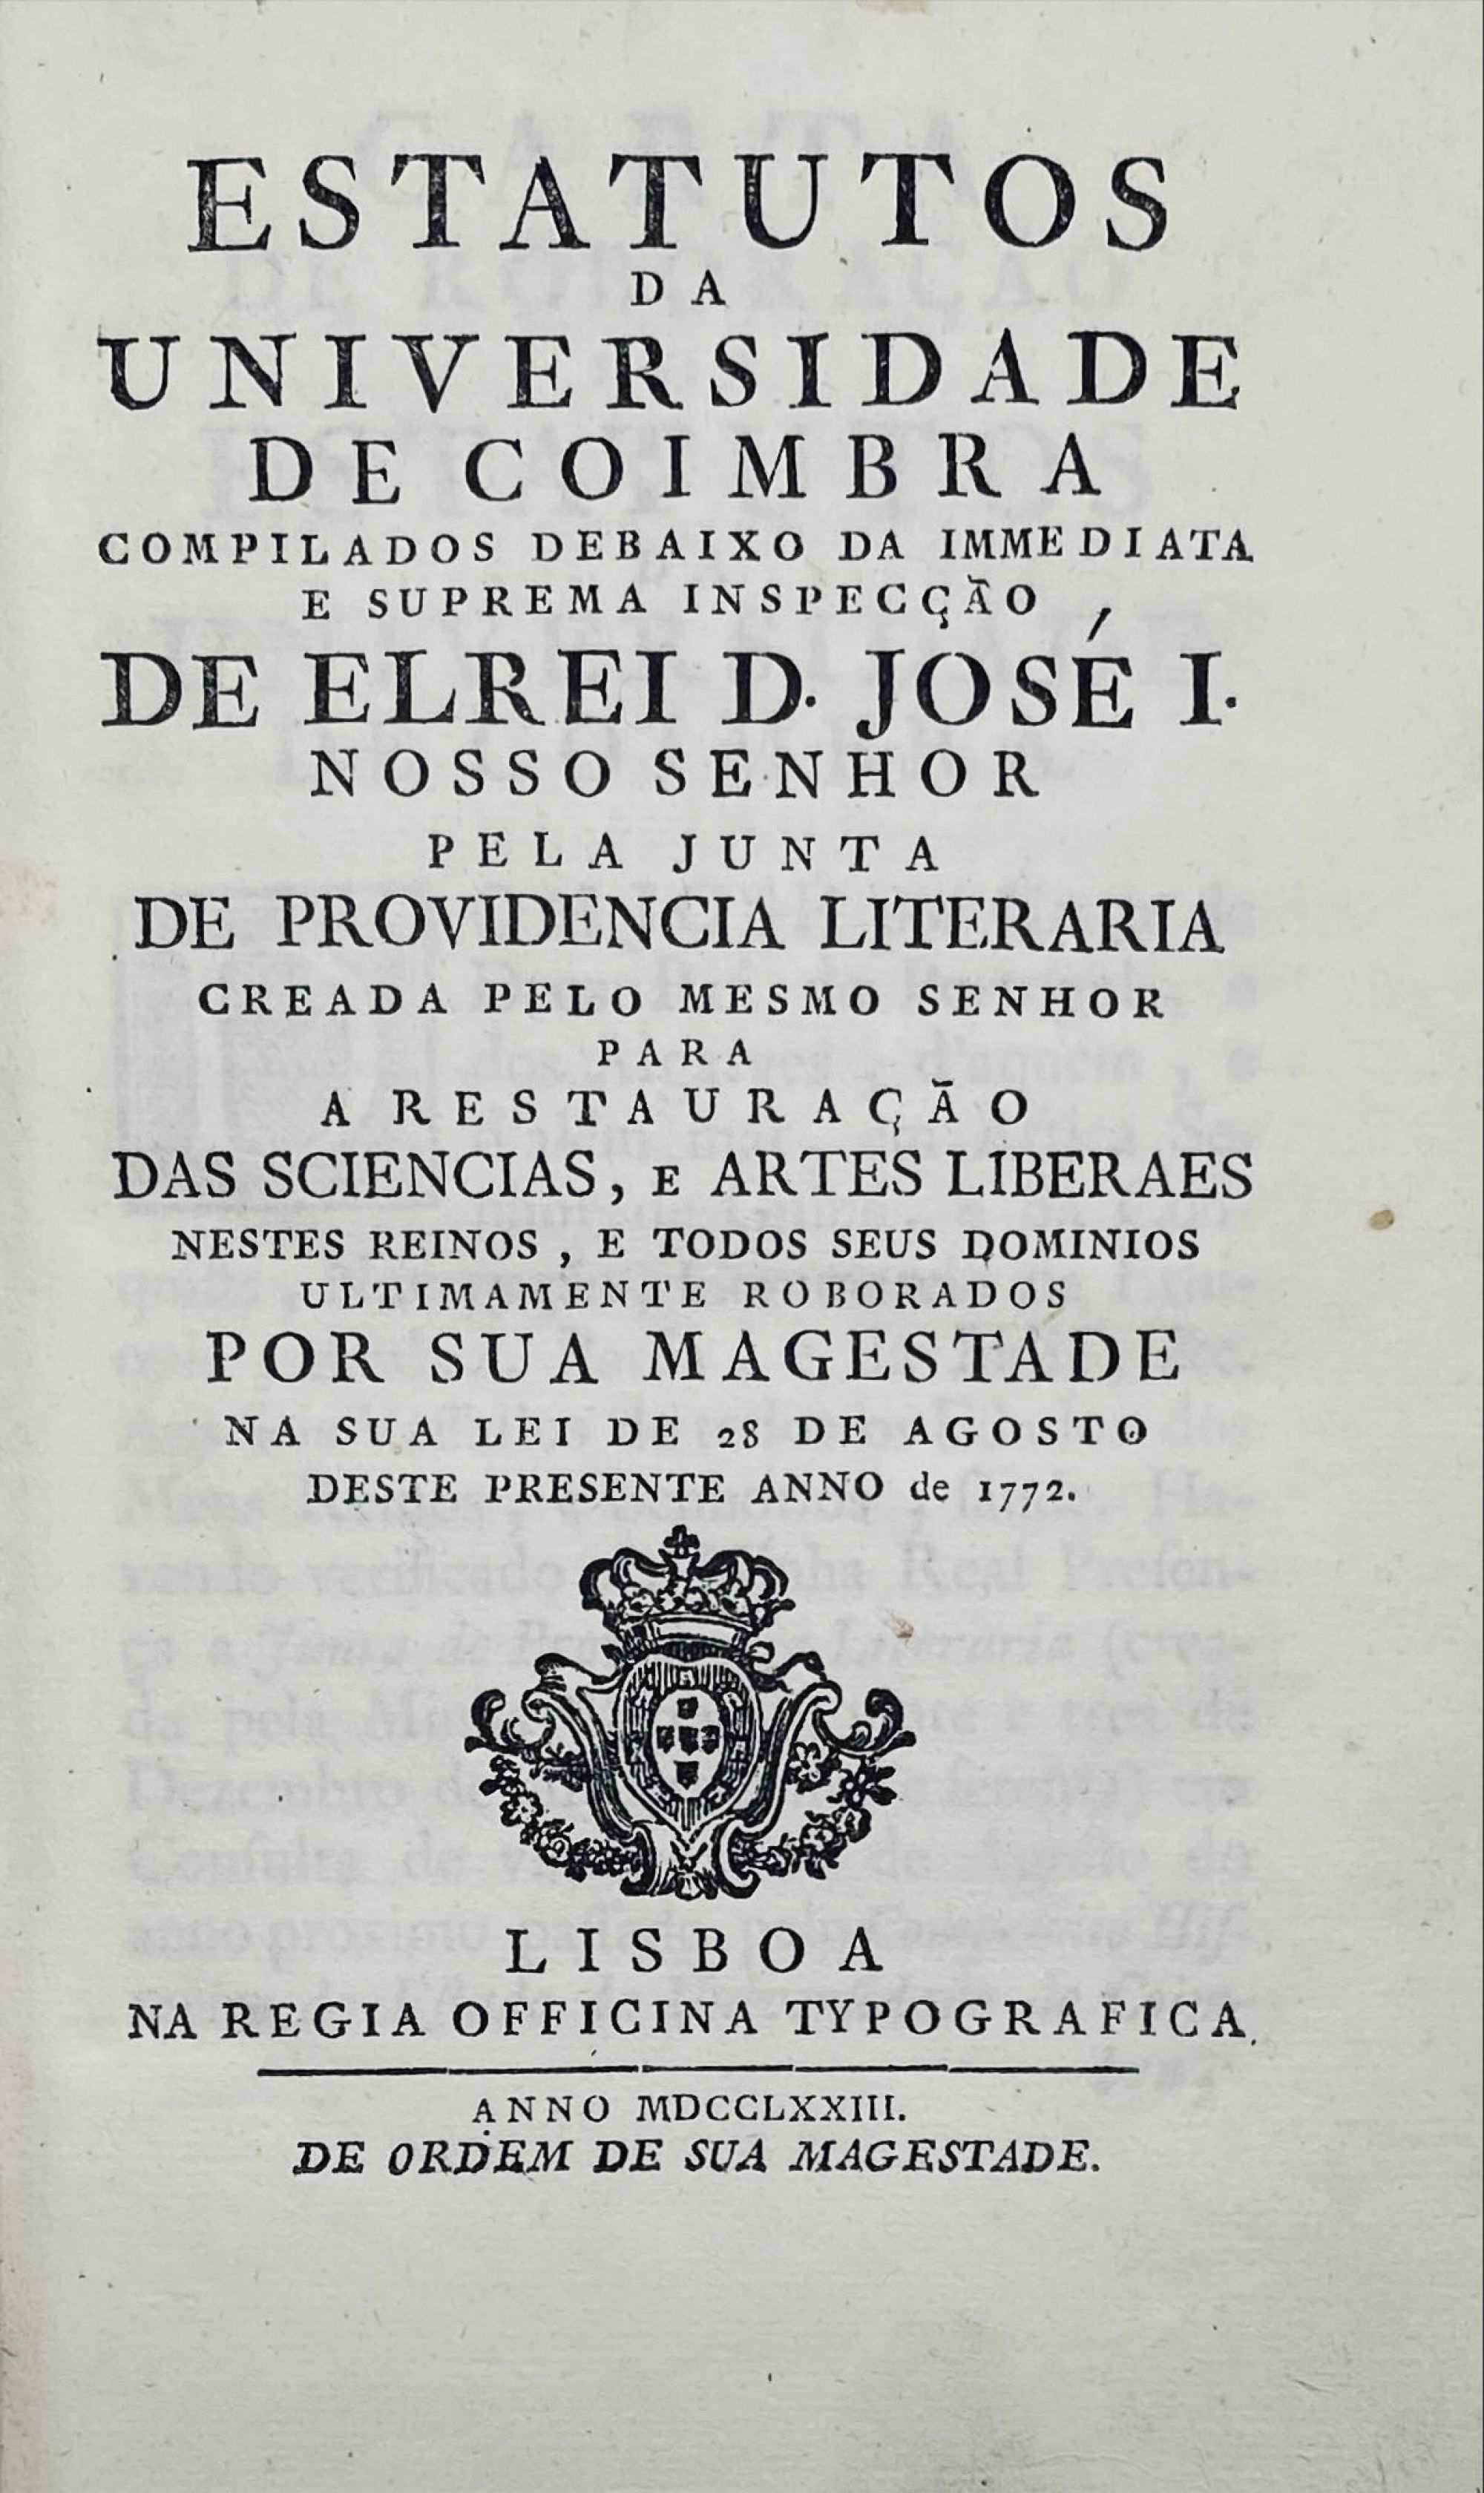 ESTATUTOS
DA
UNIVERSIDADE
DE COIMBRA
COMPILADOS DEBAIXO DA IMMEDIATA
E SUPREMA INSPECÇÃO
DE ELREI D. JOSÉ I.
NOSSO SENHOR
PELA JUNTA
DE PROVIDENCIA LITERARIA
CREADA PELO MESMO SENHOR
PARA
A RESTAURAÇÃO
DAS SCIENCIAS, E ARTES LIBERAES
NESTES REINOS, E TODOS SEUS DOMINIOS
ULTIMAMENTE ROBORADOS
POR SUA MAGESTADE
NA SUA LEI DE 28 DE AGOSTO
DESTE PRESENTE ANNO de 1772.
LISBOA
NA REGIA OFFICINA TYPOGRAFICA.
ANNO MDCCLXXIII.
DE ORDEM DE SUA MAGESTADE.